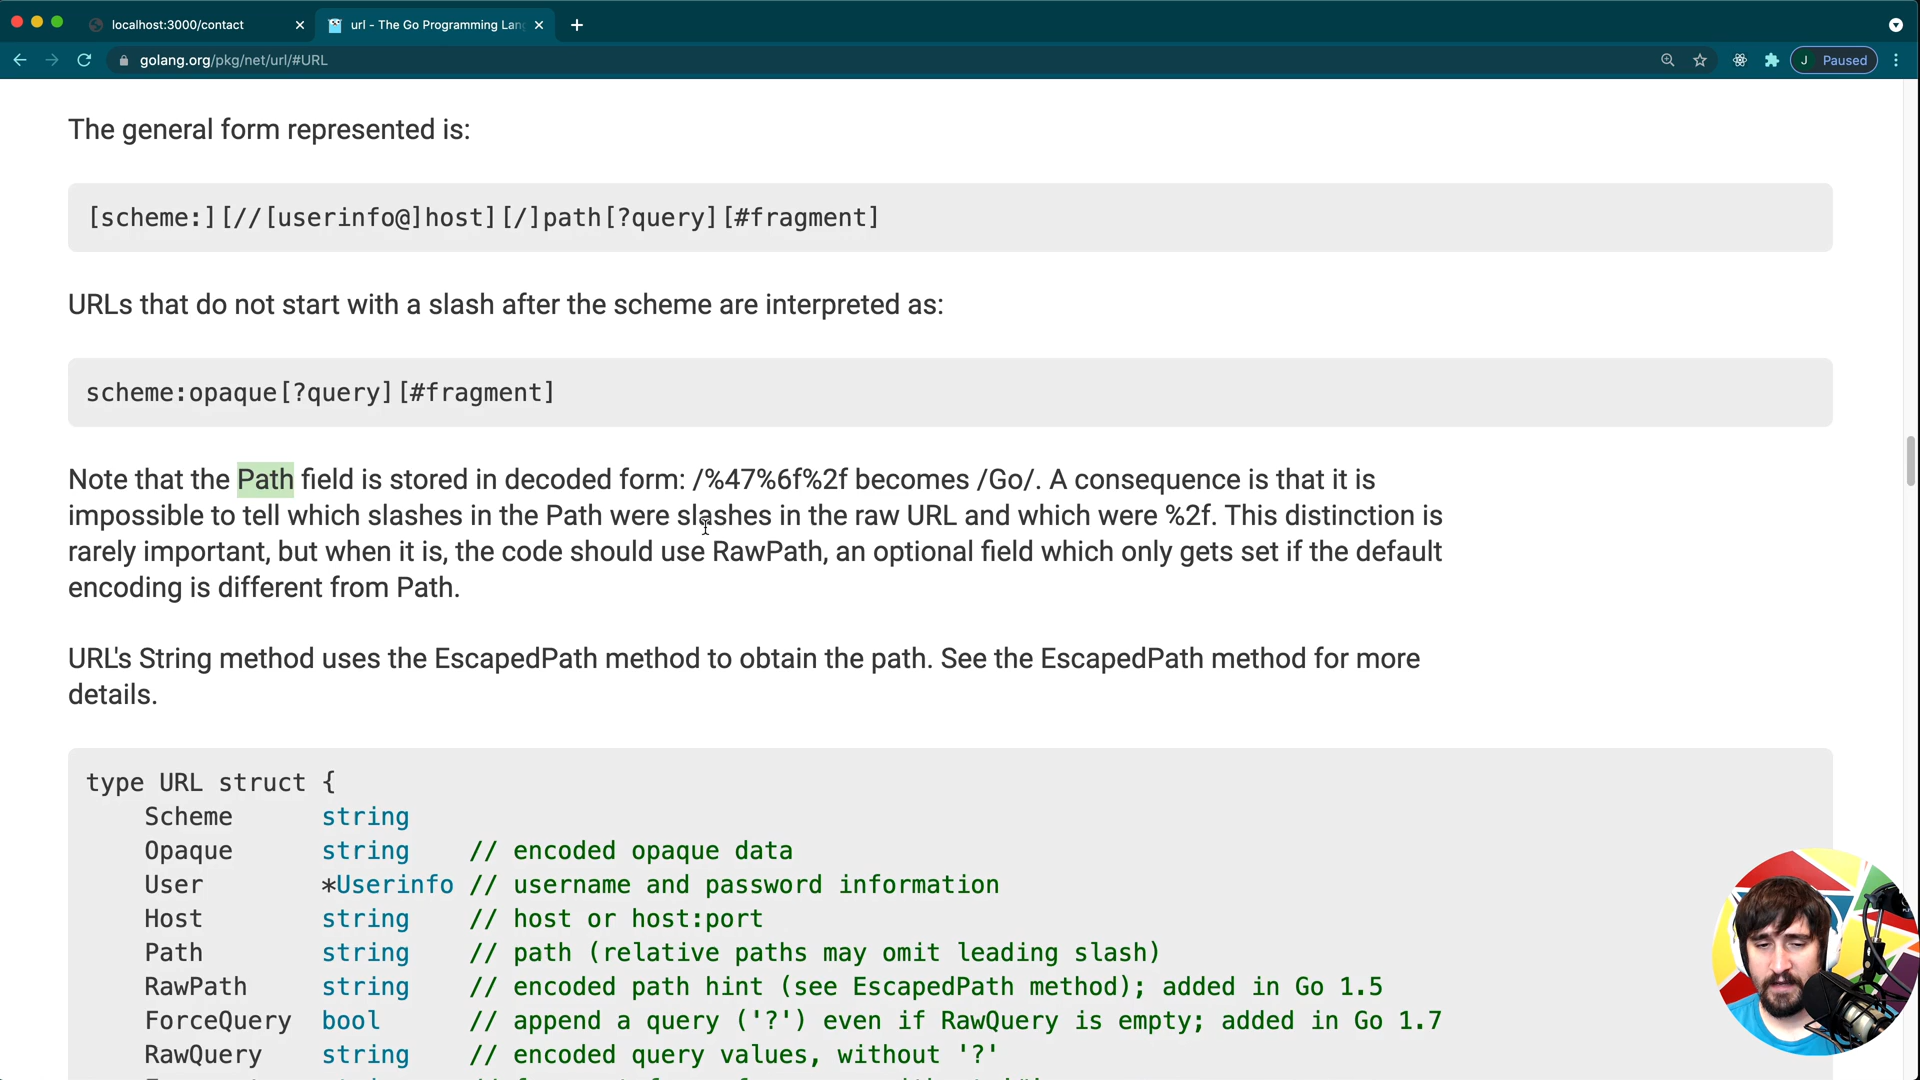 localhost:3000/contact
url - The Go Programming Lang
golang.org/pkg/net/url/#URL
J Paused
The general form represented is:
[scheme:][//[userinfo@]host][/]path[?query][#fragment]
URLs that do not start with a slash after the scheme are interpreted as:
scheme:opaque[?query][#fragment]
Note that the Path field is stored in decoded form: /%47%6f%2f becomes /Go/. A consequence is that it is
impossible to tell which slashes in the Path were slashes in the raw URL and which were %2f. This distinction is
rarely important, but when it is, the code should use RawPath, an optional field which only gets set if the default
encoding is different from Path.
URL's String method uses the EscapedPath method to obtain the path. See the EscapedPath method for more
details.
type URL struct {
Scheme string
Opaque string // encoded opaque data
User *Userinfo // username and password information
Host string // host or host:port
Path string // path (relative paths may omit leading slash)
RawPath string // encoded path hint (see EscapedPath method); added in Go 1.5
ForceQuery bool // append a query ('?') even if RawQuery is empty; added in Go 1.7
RawQuery string // encoded query values, without '?'